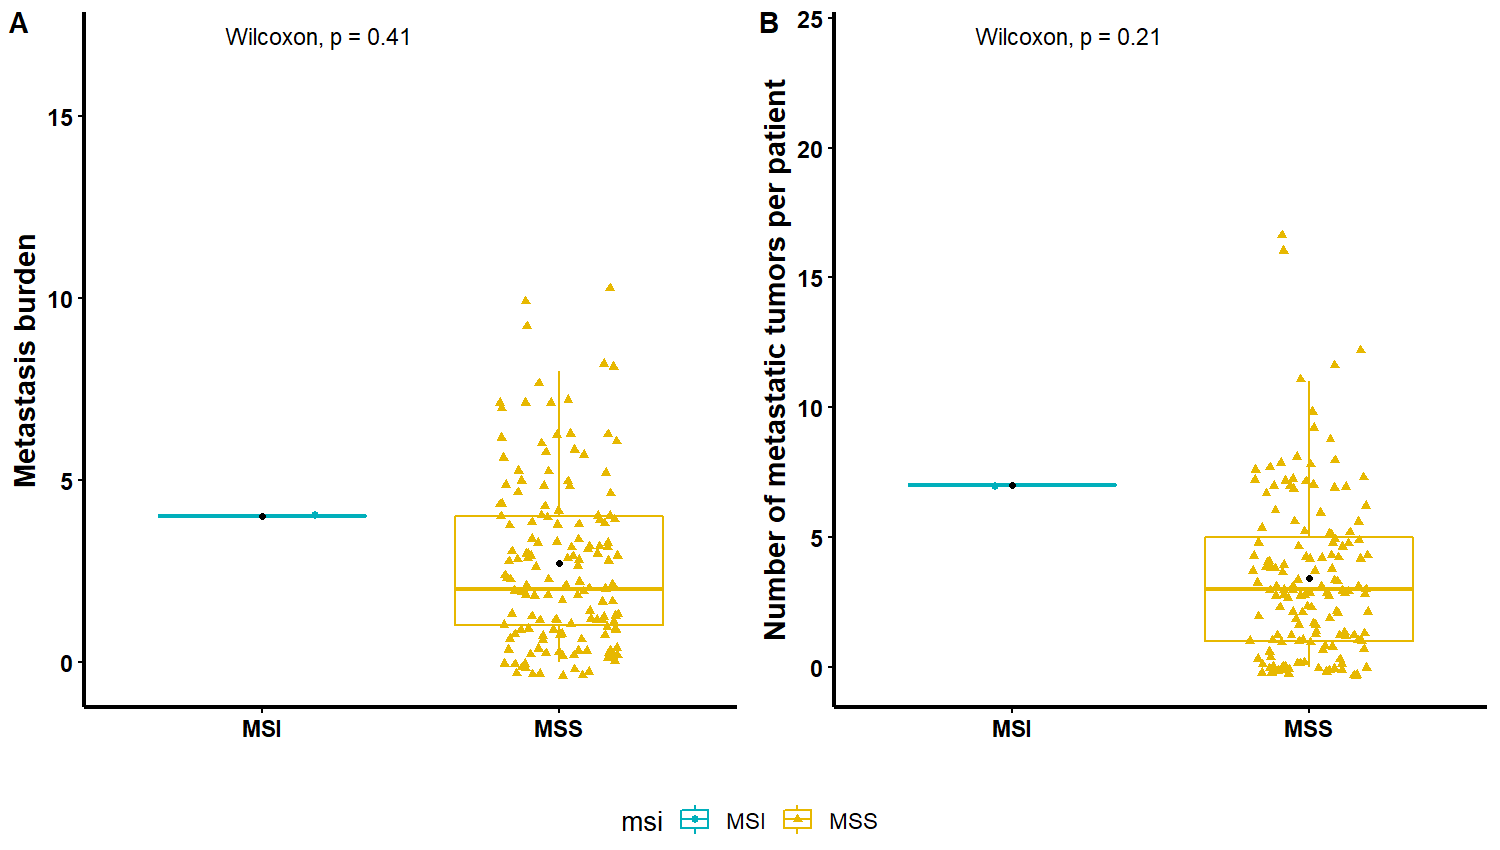 A
Wilcoxon, p = 0.41
Metastasis burden
15
10
5
0
MSI
MSS
B
Wilcoxon, p = 0.21
Number of metastatic tumors per patient
25
20
15
10
5
0
MSI
MSS
msi
MSI
MSS